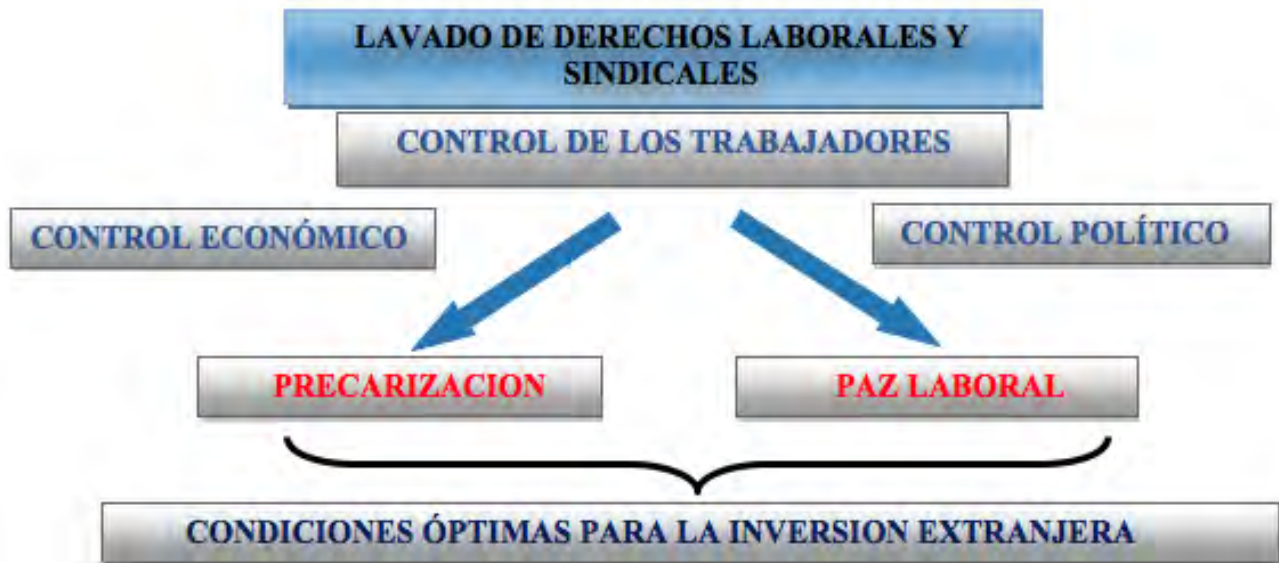 LAVADO DE DERECHOS LABORALES Y
SINDICALES
CONTROL DE LOS TRABAJADORES
CONTROL ECONÓMICO
CONTROL POLÍTICO
PRECARIZACION
PAZ LABORAL
CONDICIONES ÓPTIMAS PARA LA INVERSION EXTRANJERA